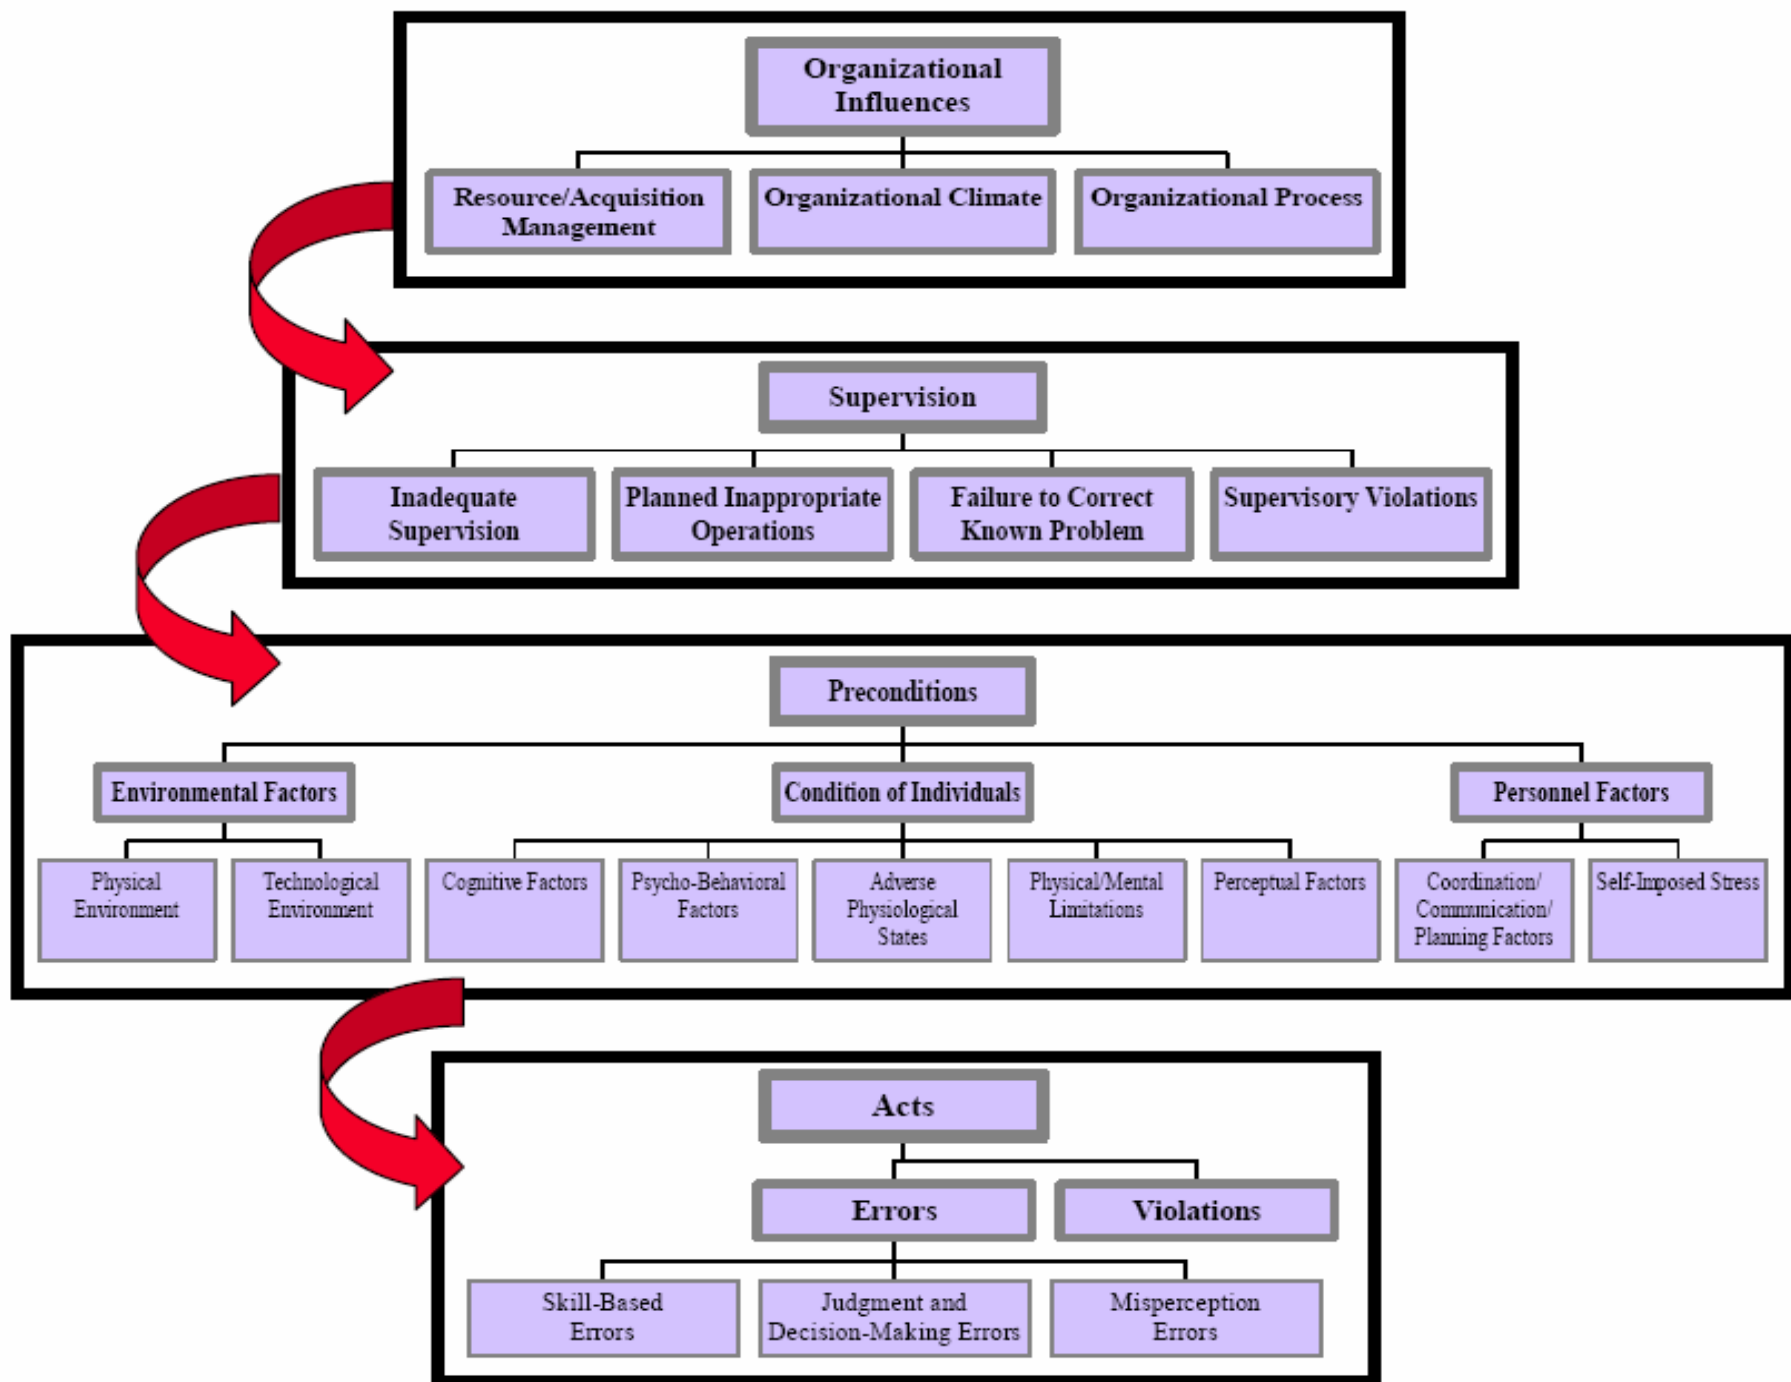 Organizational
Influences
Resource/Acquisition
Management
Organizational Climate
Organizational Process
Supervision
Inadequate
Supervision
Planned Inappropriate
Operations
Failure to Correct
Known Problem
Supervisory Violations
Preconditions
Environmental Factors
Condition of Individuals
Personnel Factors
Physical
Environment
Technological
Environment
Cognitive Factors
Psycho-Behavioral
Factors
Adverse
Physiological
States
Physical/Mental
Limitations
Perceptual Factors
Coordination/
Communication/
Planning Factors
Self-Imposed Stress
Acts
Errors
Violations
Skill-Based
Errors
Judgment and
Decision-Making Errors
Misperception
Errors